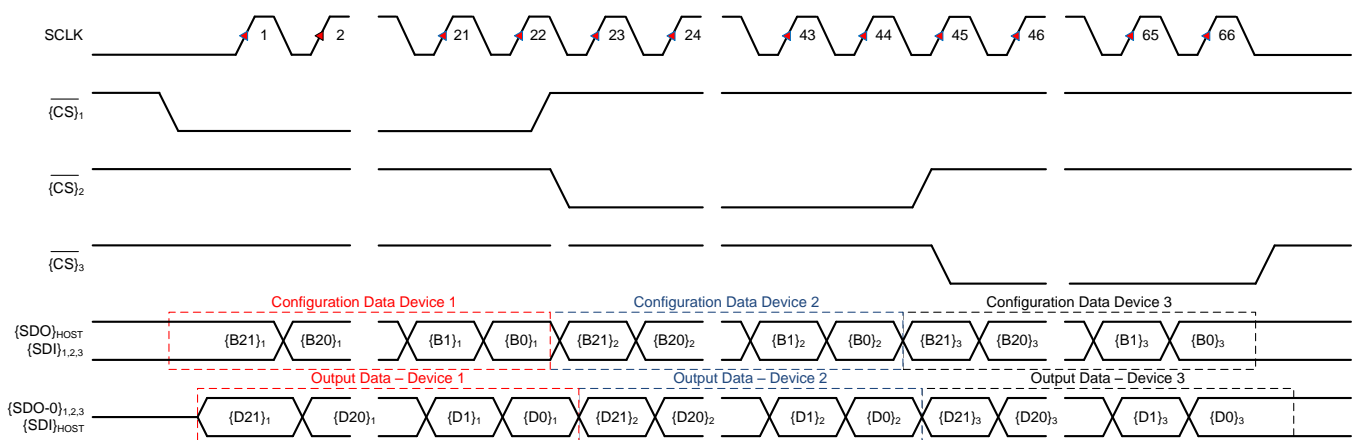 SCLK 1 2 21 22 23 24 43 44 45 46 65 66
{CS}1
{CS}2
{CS}3
Configuration Data Device 1 Configuration Data Device 2 Configuration Data Device 3
{SDO}HOST
{SDI}1,2,3
{B21}1 {B20}1 {B1}1 {B0}1 {B21}2 {B20}2 {B1}2 {B0}2 {B21}3 {B20}3 {B1}3 {B0}3
Output Data – Device 1 Output Data – Device 2 Output Data – Device 3
{SDO-0}1,2,3
{SDI}HOST
{D21}1 {D20}1 {D1}1 {D0}1 {D21}2 {D20}2 {D1}2 {D0}2 {D21}3 {D20}3 {D1}3 {D0}3